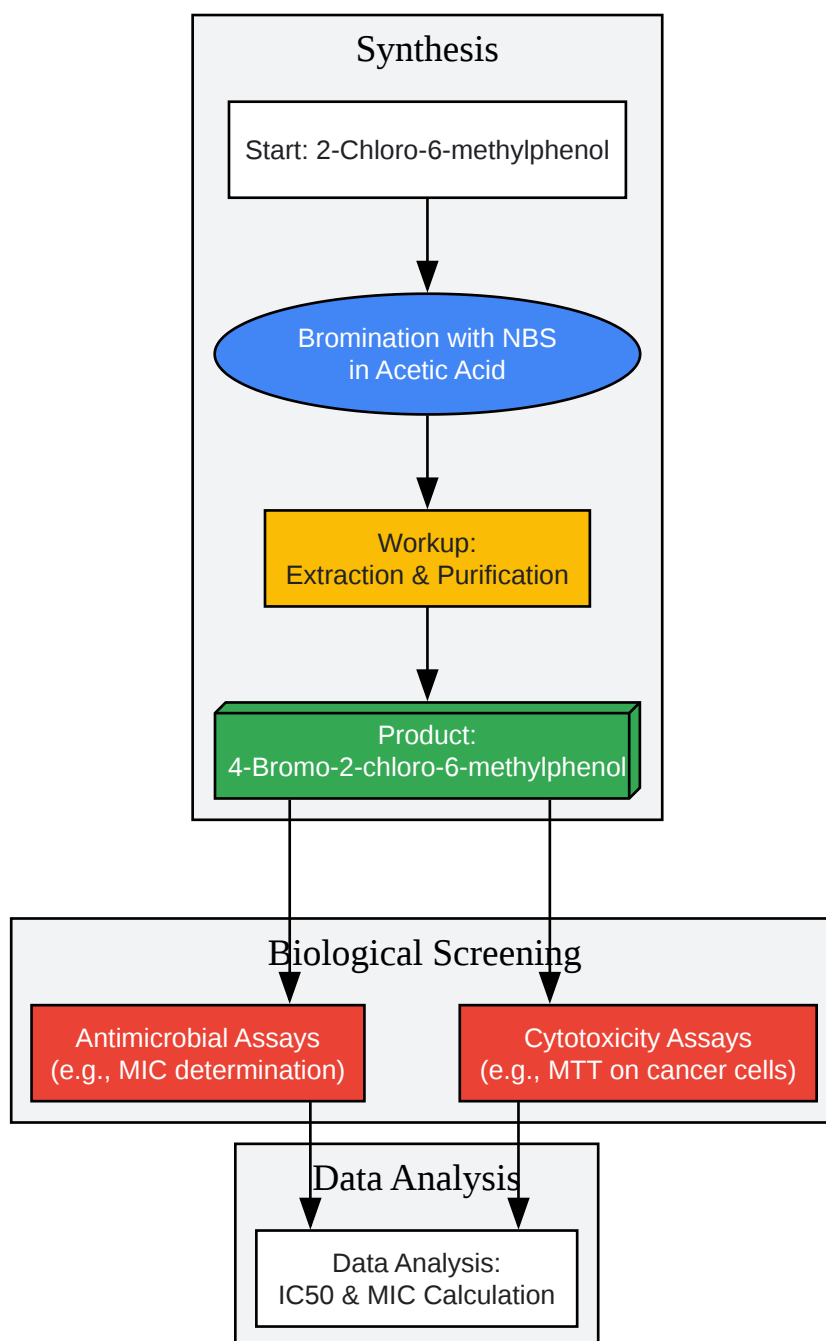 Synthesis
Start: 2-Chloro-6-methylphenol
Bromination with NBS
in Acetic Acid
Workup:
Extraction & Purification
Product:
4-Bromo-2-chloro-6-methylphenol
Biological Screening
Antimicrobial Assays
(e.g., MIC determination)
Cytotoxicity Assays
(e.g., MTT on cancer cells)
Data Analysis
Data Analysis:
IC50 & MIC Calculation